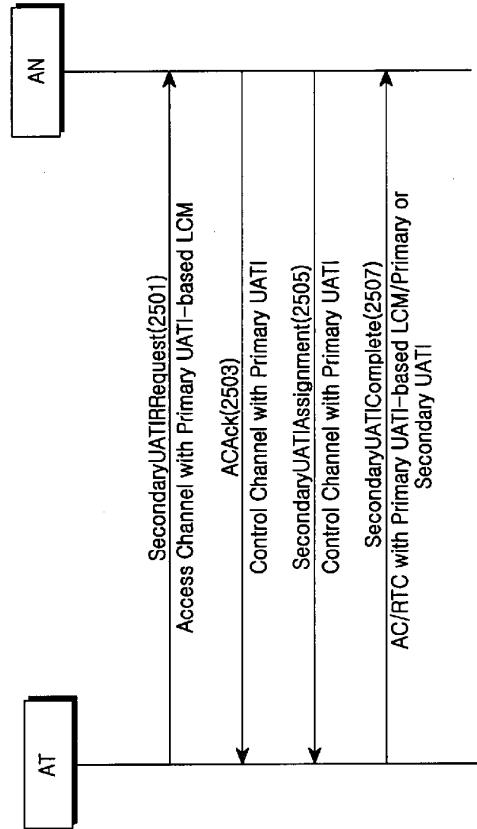 AT
AN
SecondaryUATIRRequest(2501)
Access Channel with Primary UATI-based LCM
ACAck(2503)
Control Channel with Primary UATI
SecondaryUATIAssignment(2505)
Control Channel with Primary UATI
SecondaryUATIComplete(2507)
AC/RTC with Primary UATI-based LCM/Primary or
Secondary UATI